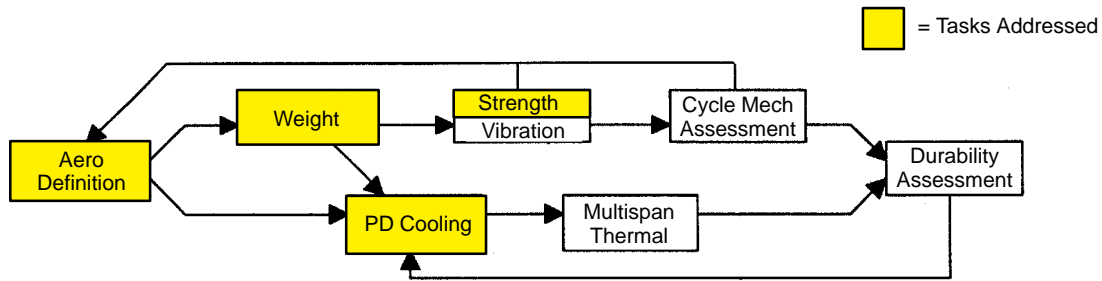 = Tasks Addressed
Strength
Vibration
Weight
Cycle Mech
Assessment
Aero
Definition
Durability
Assessment
PD Cooling
Multispan
Thermal